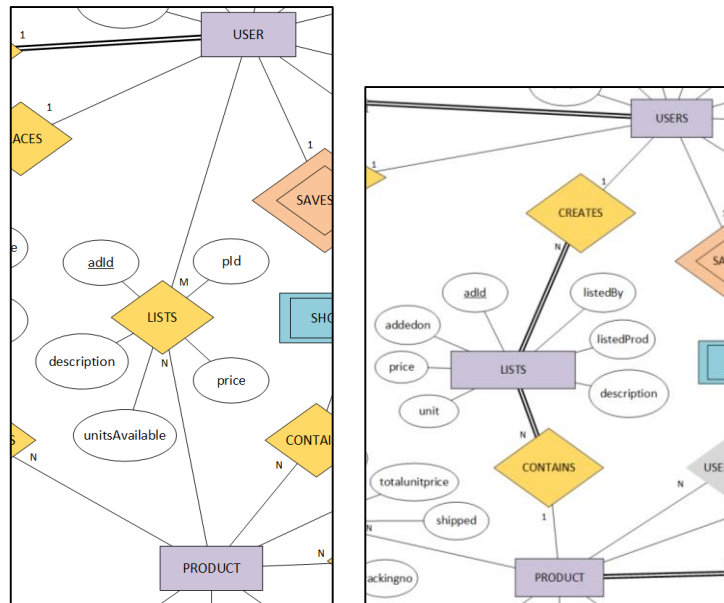 USER
1
1
ACES
1
SAVES
e
adId
pId
M
LISTS
SHO
description
N
price
unitsAvailable
S
CONTAI
N
N
PRODUCT
N
USERS
1
1
CREATES
N
SA
adId
listedBy
addedon
listedProd
price
LISTS
description
unit
N
CONTAINS
USE
totalunitprice
N
shipped
1
N
ackingno
PRODUCT